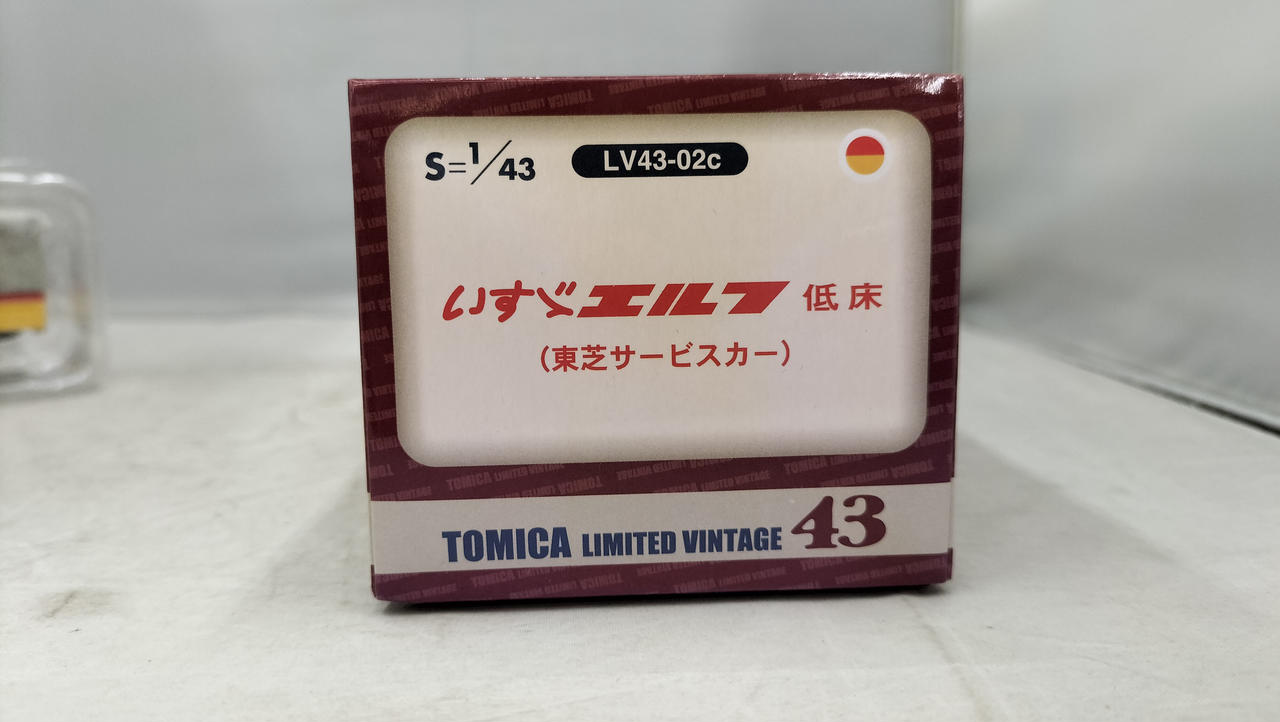 S=1/43 LV43-02c
いすゞエルフ 低床
(東芝サービスカー)
TOMICA LIMITED VINTAGE 43